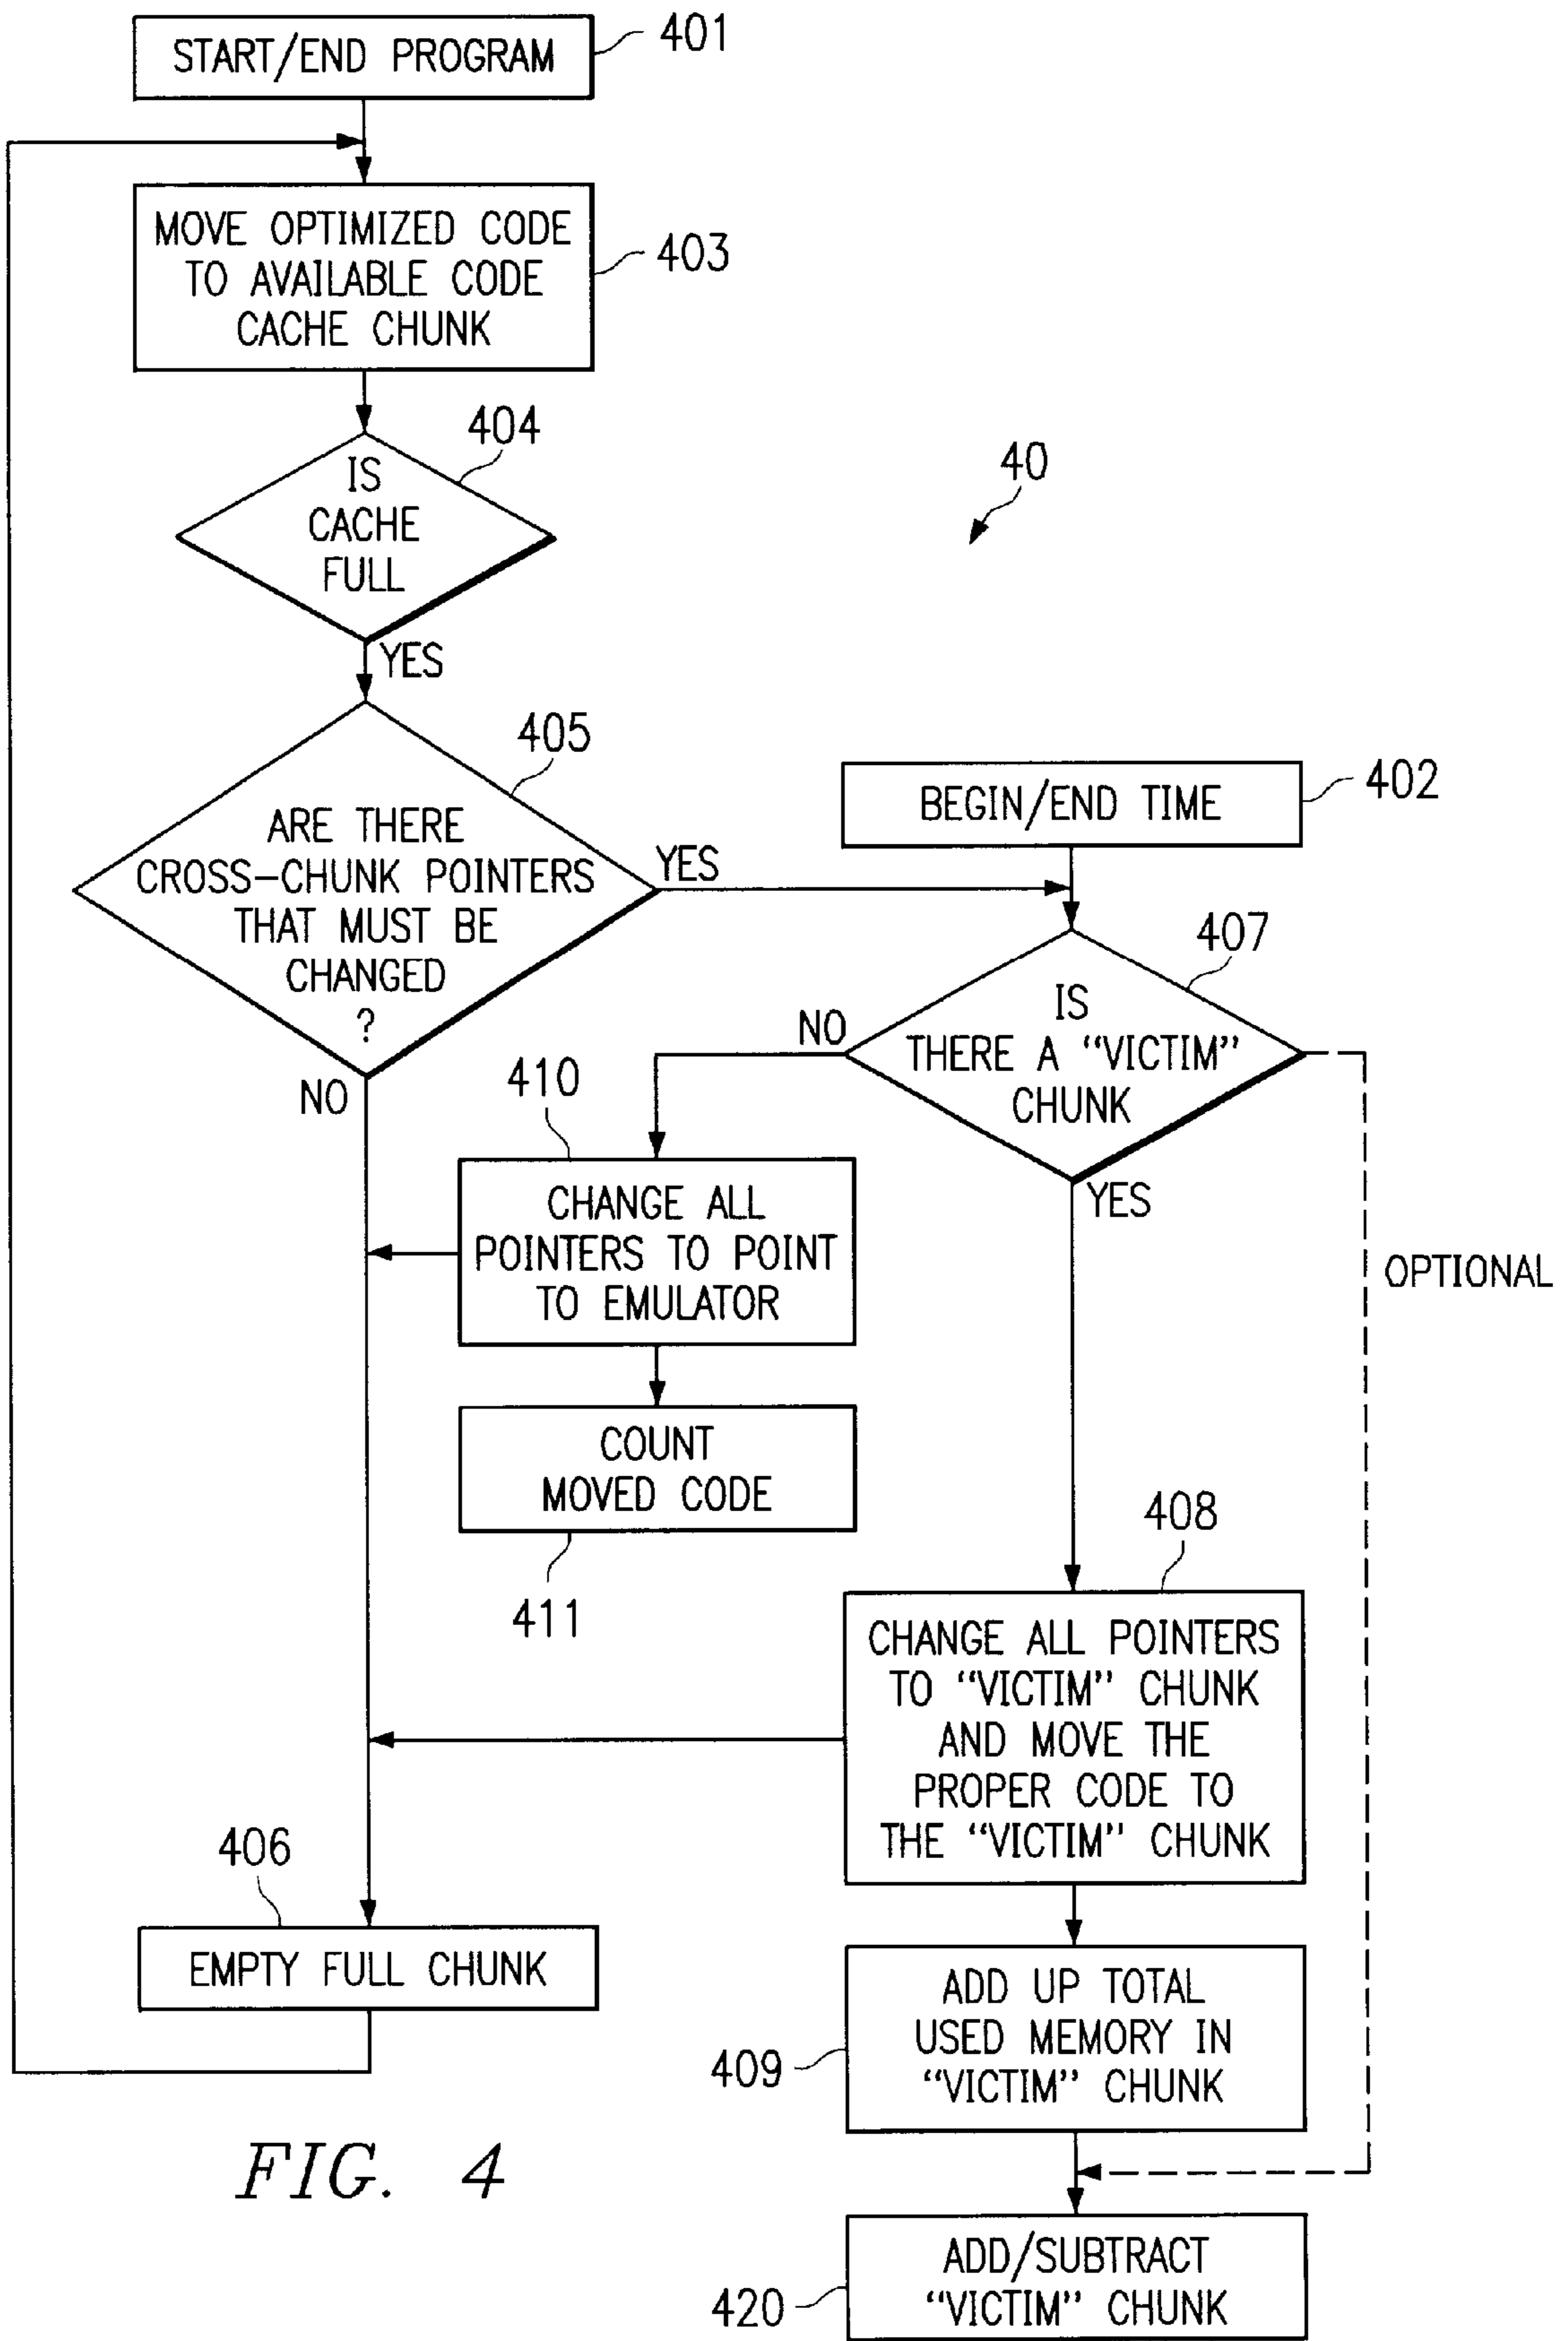 START/END PROGRAM
401
MOVE OPTIMIZED CODE
TO AVAILABLE CODE
CACHE CHUNK
403
404
IS
CACHE
FULL
YES
40
405
ARE THERE
CROSS-CHUNK POINTERS
THAT MUST BE
CHANGED
?
YES
NO
BEGIN/END TIME
402
407
IS
THERE A "VICTIM"
CHUNK
NO
YES
OPTIONAL
410
CHANGE ALL
POINTERS TO POINT
TO EMULATOR
COUNT
MOVED CODE
411
408
CHANGE ALL POINTERS
TO "VICTIM" CHUNK
AND MOVE THE
PROPER CODE TO
THE "VICTIM" CHUNK
406
EMPTY FULL CHUNK
ADD UP TOTAL
USED MEMORY IN
"VICTIM" CHUNK
409
FIG. 4
ADD/SUBTRACT
"VICTIM" CHUNK
420